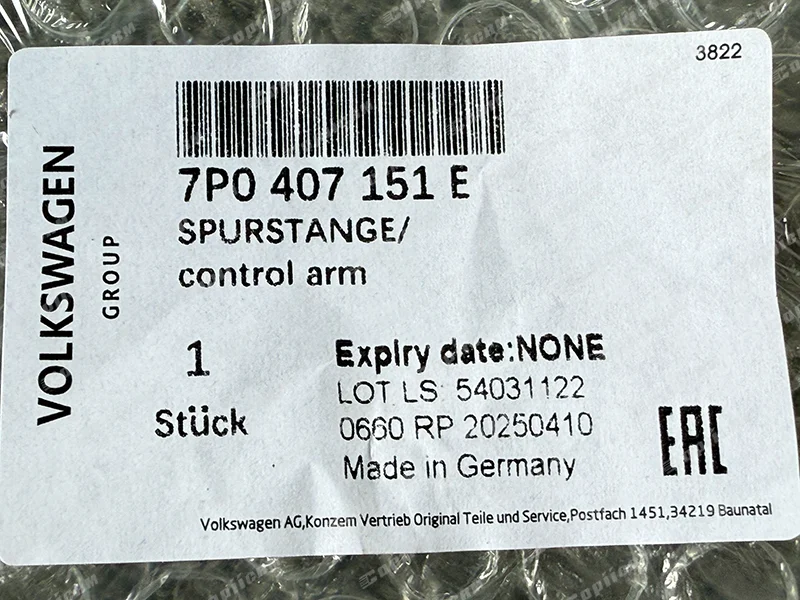 3822
VOLKSWAGEN
GROUP
7P0 407 151 E
SPURSTANGE/
control arm
1
Stück
Expiry date:NONE
LOT LS: 54031122
0660 RP 20250410
Made in Germany
EAC
Volkswagen AG,Konzern Vertrieb Original Teile und Service,Postfach 1451,34219 Baunatal